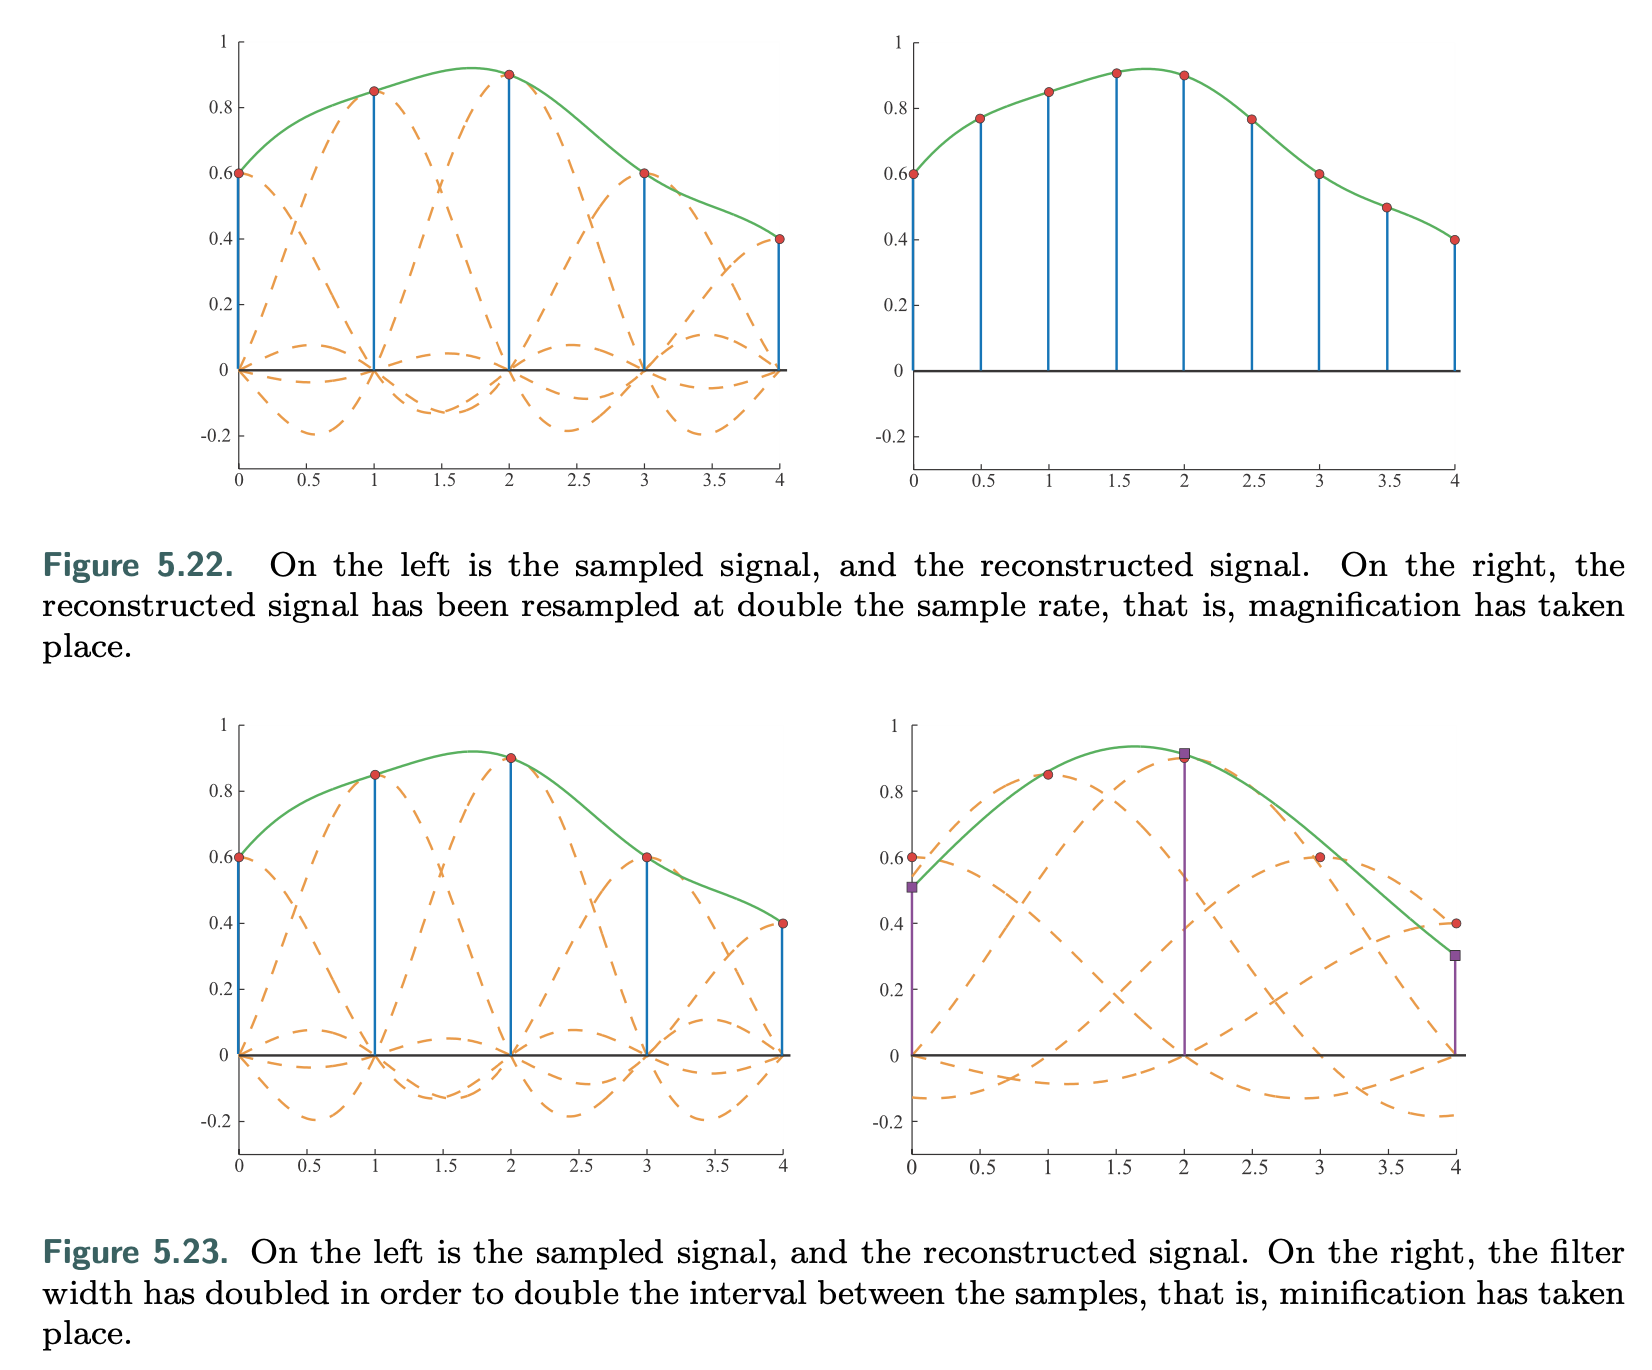 1
0.8
0.6
0.4
0.2
0
-0.2
0 0.5 1 1.5 2 2.5 3 3.5 4
1
0.8
0.6
0.4
0.2
0
-0.2
0 0.5 1 1.5 2 2.5 3 3.5 4
Figure 5.22. On the left is the sampled signal, and the reconstructed signal. On the right, the
reconstructed signal has been resampled at double the sample rate, that is, magnification has taken
place.
1
0.8
0.6
0.4
0.2
0
-0.2
0 0.5 1 1.5 2 2.5 3 3.5 4
1
0.8
0.6
0.4
0.2
0
-0.2
0 0.5 1 1.5 2 2.5 3 3.5 4
Figure 5.23. On the left is the sampled signal, and the reconstructed signal. On the right, the filter
width has doubled in order to double the interval between the samples, that is, minification has taken
place.